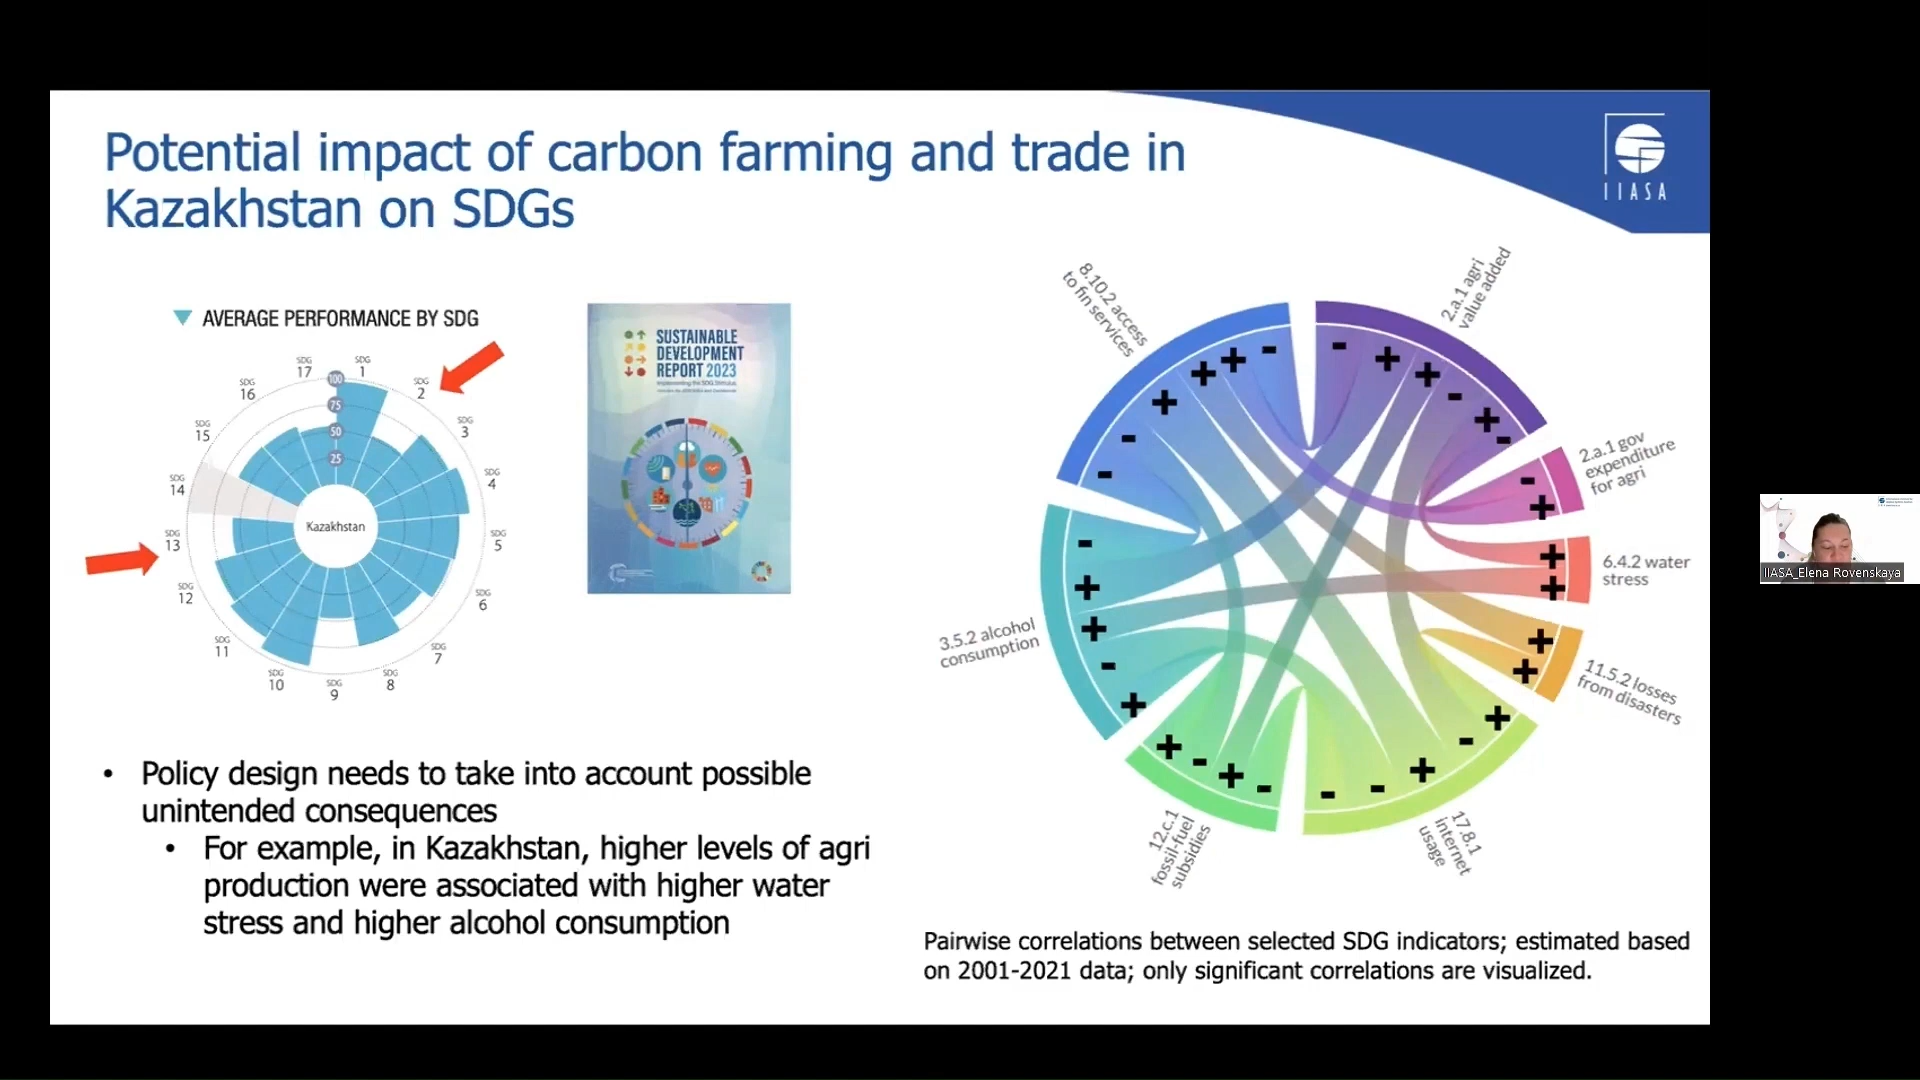 Potential impact of carbon farming and trade in
Kazakhstan on SDGs
IIASA
▼ AVERAGE PERFORMANCE BY SDG
SDG
1
SDG
2
SDG
3
SDG
4
SDG
5
SDG
6
SDG
7
SDG
8
SDG
9
SDG
10
SDG
11
SDG
12
SDG
13
SDG
14
SDG
15
SDG
16
SDG
17
100
75
50
25
Kazakhstan
SUSTAINABLE
DEVELOPMENT
REPORT 2023
Implementing the SDG Stimulus
8.10.2 access
to fin services
2.a.1 agri
value added
2.a.1 gov
expenditure
for agri
6.4.2 water
stress
11.5.2 losses
from disasters
17.8.1
internet
usage
12.c.1
fossil-fuel
subsidies
3.5.2 alcohol
consumption
• Policy design needs to take into account possible
unintended consequences
• For example, in Kazakhstan, higher levels of agri
production were associated with higher water
stress and higher alcohol consumption
Pairwise correlations between selected SDG indicators; estimated based
on 2001-2021 data; only significant correlations are visualized.
IIASA_Elena Rovenskaya